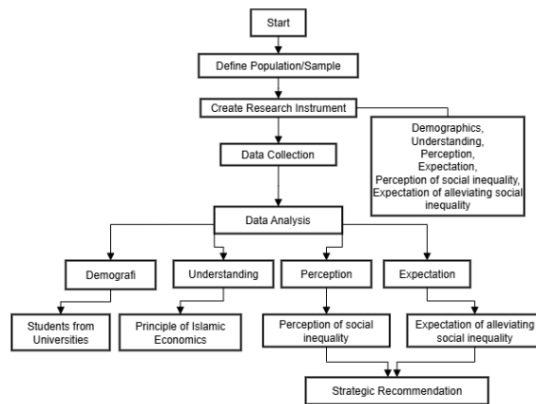 Start
Define Population/Sample
Create Research Instrument
Demographics,
Understanding,
Perception,
Expectation,
Perception of social inequality,
Expectation of alleviating social
inequality
Data Collection
Data Analysis
Demografi
Understanding
Perception
Expectation
Students from
Universities
Principle of Islamic
Economics
Perception of social
inequality
Expectation of alleviating
social inequality
Strategic Recommendation